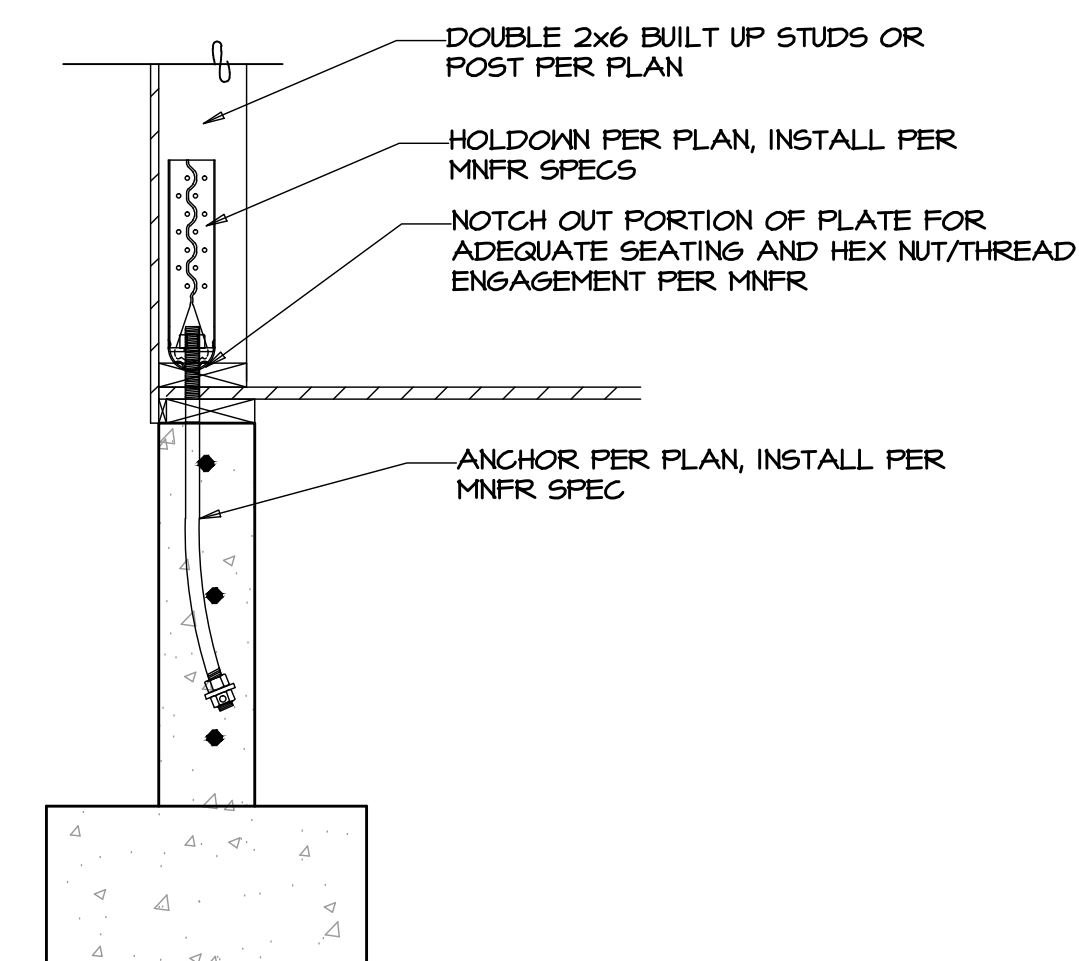 DOUBLE 2x6 BUILT UP STUDS OR
POST PER PLAN
HOLDOWN PER PLAN, INSTALL PER
MNFR SPECS
NOTCH OUT PORTION OF PLATE FOR
ADEQUATE SEATING AND HEX NUT/THREAD
ENGAGEMENT PER MNFR
ANCHOR PER PLAN, INSTALL PER
MNFR SPEC